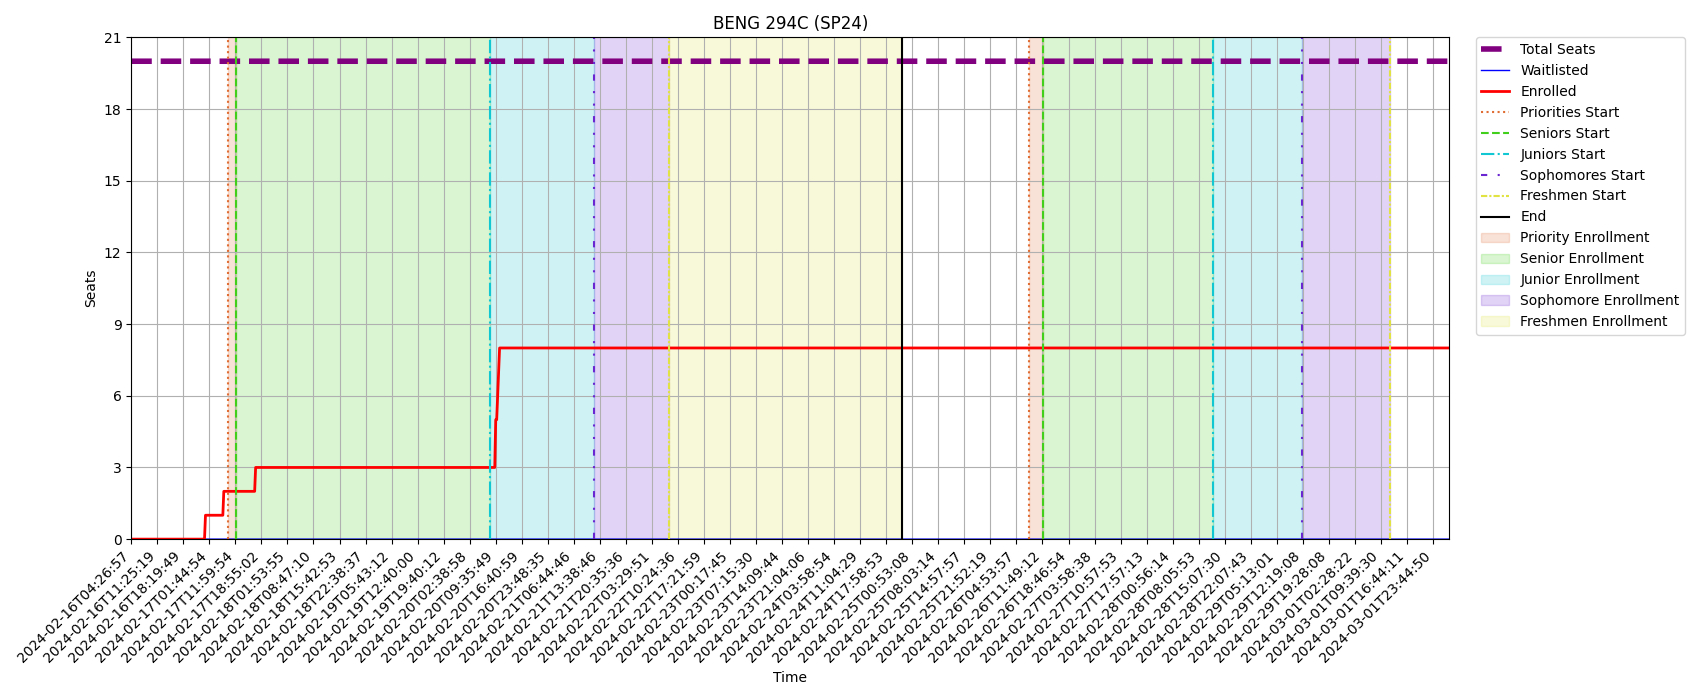 BENG 294C (SP24)
21
18
15
12
9
6
3
0
Seats
2024-02-16T04:26:57
2024-02-16T11:25:19
2024-02-16T18:19:49
2024-02-17T01:44:54
2024-02-17T11:59:54
2024-02-17T18:55:02
2024-02-18T01:53:55
2024-02-18T08:47:10
2024-02-18T15:42:53
2024-02-18T22:38:37
2024-02-19T05:43:12
2024-02-19T12:40:00
2024-02-19T19:40:12
2024-02-20T02:38:58
2024-02-20T09:35:49
2024-02-20T16:40:59
2024-02-20T23:48:35
2024-02-21T06:44:46
2024-02-21T13:38:46
2024-02-21T20:35:36
2024-02-22T03:29:51
2024-02-22T10:24:36
2024-02-22T17:21:59
2024-02-23T00:17:45
2024-02-23T07:15:30
2024-02-23T14:09:44
2024-02-23T21:04:06
2024-02-24T03:58:54
2024-02-24T11:04:29
2024-02-24T17:58:53
2024-02-25T00:53:08
2024-02-25T08:03:14
2024-02-25T14:57:57
2024-02-25T21:52:19
2024-02-26T04:53:57
2024-02-26T11:49:12
2024-02-26T18:46:54
2024-02-27T03:58:38
2024-02-27T10:57:53
2024-02-27T17:57:13
2024-02-28T00:56:14
2024-02-28T08:05:53
2024-02-28T15:07:30
2024-02-28T22:07:43
2024-02-29T05:13:01
2024-02-29T12:19:08
2024-02-29T19:28:08
2024-03-01T02:28:22
2024-03-01T09:39:30
2024-03-01T16:44:11
2024-03-01T23:44:50
Time
Total Seats
Waitlisted
Enrolled
Priorities Start
Seniors Start
Juniors Start
Sophomores Start
Freshmen Start
End
Priority Enrollment
Senior Enrollment
Junior Enrollment
Sophomore Enrollment
Freshmen Enrollment